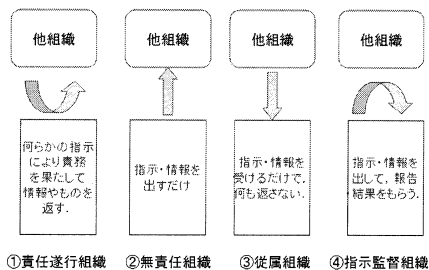 他組織
他組織
他組織
他組織
何らかの指示
により責務
を果たして
情報やものを
返す.
指示・情報を
出すだけ
指示・情報を
受けるだけで,
何も返さない.
指示・情報を
出して,報告
結果をもらう.
①責任遂行組織
②無責任組織
③従属組織
④指示監督組織